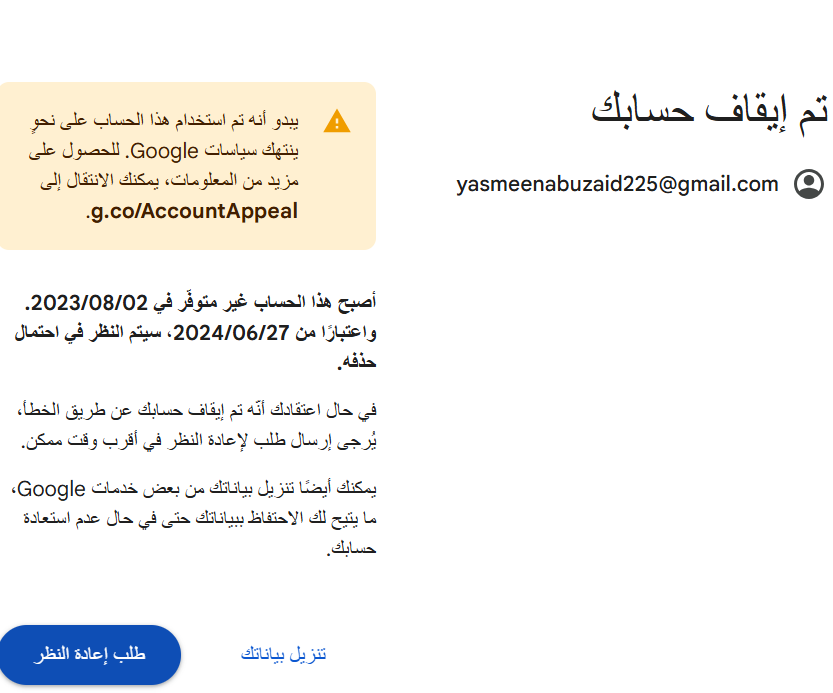 تم إيقاف حسابك
yasmeenabuzaid225@gmail.com
يبدو أنه تم استخدام هذا الحساب على نحوٍ
ينتهك سياسات Google. للحصول على
مزيد من المعلومات، يمكنك الانتقال إلى
g.co/AccountAppeal.
أصبح هذا الحساب غير متوفّر في 2023/08/02.
واعتبارًا من 2024/06/27، سيتم النظر في احتمال
حذفه.
في حال اعتقادك أنّه تم إيقاف حسابك عن طريق الخطأ،
يُرجى إرسال طلب لإعادة النظر في أقرب وقت ممكن.
يمكنك أيضًا تنزيل بياناتك من بعض خدمات Google،
ما يتيح لك الاحتفاظ ببياناتك حتى في حال عدم استعادة
حسابك.
تنزيل بياناتك
طلب إعادة النظر